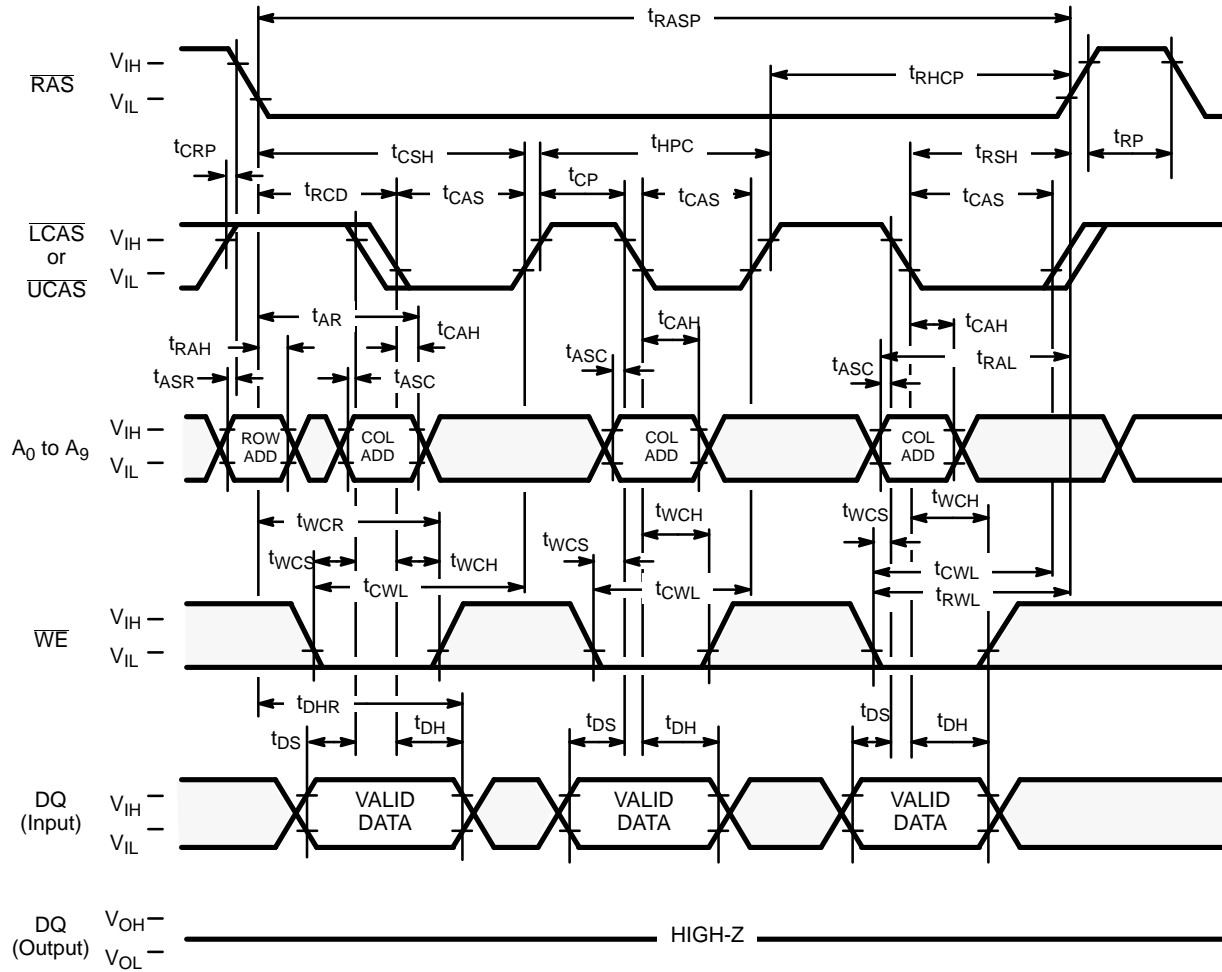 tRASP
VIH
RAS
tRHCP
VIL
tCRP
tCSH
tHPC
tRSH
tRP
tRCD
tCAS
tCP
tCAS
tCAS
LCAS
or
UCAS
VIH
VIL
tAR
tCAH
tCAH
tCAH
tRAH
tASC
tRAL
tASR
tASC
tASC
A0 to A9
VIH
VIL
ROW
ADD
COL
ADD
COL
ADD
COL
ADD
tWCR
tWCH
tWCS
tWCH
tWCS
tWCH
tWCS
tCWL
tCWL
tCWL
tRWL
WE
VIH
VIL
tDHR
tDS
tDH
tDS
tDH
tDS
tDH
DQ
(Input)
VIH
VIL
VALID
DATA
VALID
DATA
VALID
DATA
DQ
(Output)
VOH
VOL
HIGH-Z